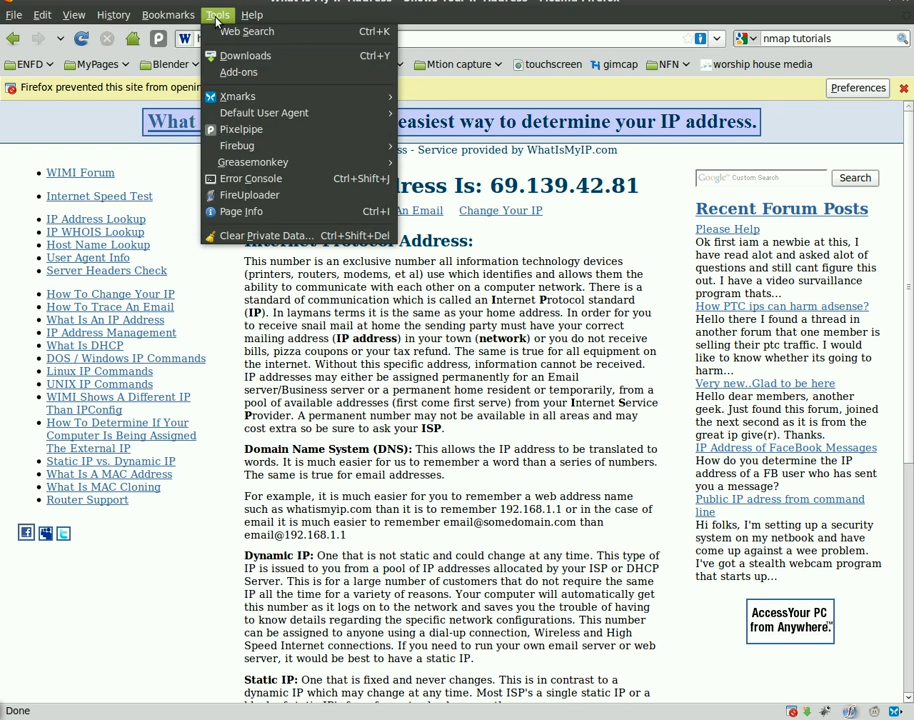 What Is My IP Address - Shows Your IP Address - Mozilla Firefox
File Edit View History Bookmarks Tools Help
nmap tutorials
ENFD MyPages Blender Mtion capture touchscreen gimcap NFN worship house media
Firefox prevented this site from openin
Preferences
Web Search Ctrl+K
Downloads Ctrl+Y
Add-ons
Xmarks
Default User Agent
Pixelpipe
Firebug
Greasemonkey
Error Console Ctrl+Shift+J
FireUploader
Page Info Ctrl+I
Clear Private Data... Ctrl+Shift+Del
What easiest way to determine your IP address.
ss - Service provided by WhatIsMyIP.com
dress Is: 69.139.42.81
An Email Change Your IP
WIMI Forum
Internet Speed Test
IP Address Lookup
IP WHOIS Lookup
Host Name Lookup
User Agent Info
Server Headers Check
How To Change Your IP
How To Trace An Email
What Is An IP Address
IP Address Management
What Is DHCP
DOS / Windows IP Commands
Linux IP Commands
UNIX IP Commands
WIMI Shows A Different IP
Than IPConfig
How To Determine If Your
Computer Is Being Assigned
The External IP
Static IP vs. Dynamic IP
What Is A MAC Address
What Is MAC Cloning
Router Support
Internet Protocol Address:
This number is an exclusive number all information technology devices
(printers, routers, modems, et al) use which identifies and allows them the
ability to communicate with each other on a computer network. There is a
standard of communication which is called an Internet Protocol standard
(IP). In laymans terms it is the same as your home address. In order for you
to receive snail mail at home the sending party nest have your correct
mailing address (IP address) in your town (network) or you do not receive
bills, pizza coupons or your tax refund. The same is true for all equipment on
the internet. Without this specific address, information cannot be received.
IP addresses may either be assigned permanently for an Email
server/Business server or a permanent home resident or temporarily, from a
pool of available addresses (first come first serve) from your Internet Service
Provider. A permanent number may not be available in all areas and may
cost extra so be sure to ask your ISP.
Domain Name System (DNS): This allows the IP address to be translated to
words. It is much easier for us to remember a word than a series of numbers.
The same is true for email addresses.
For example, it is much easier for you to remember a web address name
such as whatismyip.com than it is to remember 192.168.1.1 or in the case of
email it is much easier to remember email@somedomain.com than
email@192.168.1.1
Dynamic IP: One that is not static and could change at any time. This type of
IP is issued to you from a pool of IP addresses allocated by your ISP or DHCP
Server. This is for a large number of customers that do not require the same
IP all the time for a variety of reasons. Your computer will automatically get
this number as it logs on to the network and saves you the trouble of having
to know details regarding the specific network configurations. This number
can be assigned to anyone using a dial-up connection, Wireless and High
Speed Internet connections. If you need to run your own email server or web
server, it would be best to have a static IP.
Static IP: One that is fixed and never changes. This is in contrast to a
dynamic IP which may change at any time. Most ISP's a single static IP or a
Google™ Custom Search Search
Recent Forum Posts
Please Help
Ok first iam a newbie at this, I
have read alot and asked alot of
questions and still cant figure this
out. I have a video survaillance
program thats...
How PTC ips can harm adsense?
Hello there I found a thread in
another forum that one member is
selling their ptc traffic. I would
like to know whether its going to
harm...
Very new..Glad to be here
Hello dear members, another
geek. Just found this forum, joined
the next second as it is from the
great ip give(r). Thanks.
IP Address of FaceBook Messages
How do you determine the IP
address of a FB user who has sent
you a message?
Public IP adress from command
line
Hi folks, I'm setting up a security
system on my netbook and have
come up against a wee problem.
I've got a stealth webcam program
that starts up...
AccessYour PC
from Anywhere.™
Done